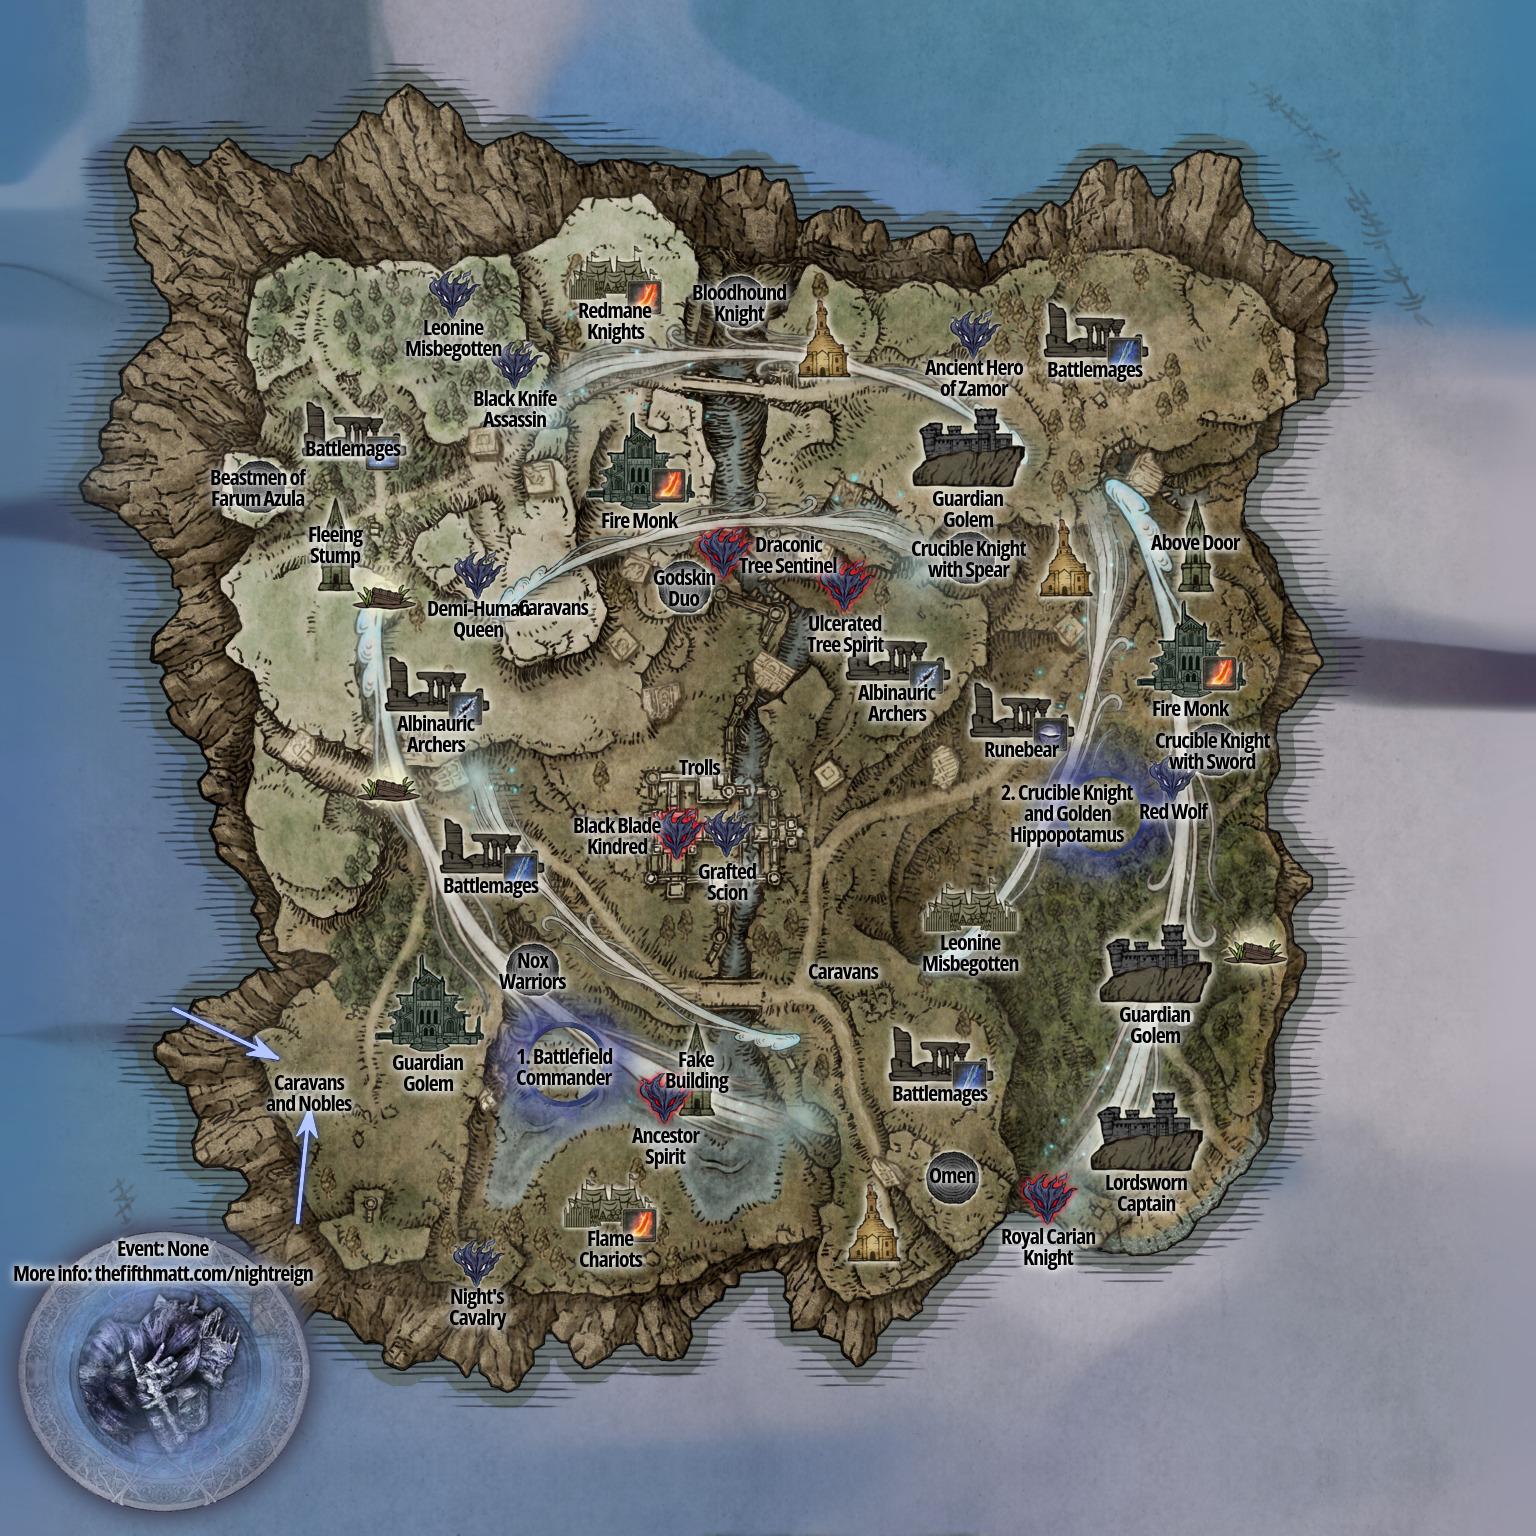 Leonine
Misbegotten
Redmane
Knights
Bloodhound
Knight
Black Knife
Assassin
Ancient Hero
of Zamor
Battlemages
Battlemages
Beastmen of
Farum Azula
Fire Monk
Guardian
Golem
Fleeing
Stump
Draconic
Tree Sentinel
Crucible Knight
with Spear
Above Door
Godskin
Duo
Demi-Human
Queen
Caravans
Ulcerated
Tree Spirit
Albinauric
Archers
Albinauric
Archers
Fire Monk
Runebear
Crucible Knight
with Sword
Trolls
2. Crucible Knight
and Golden
Hippopotamus
Red Wolf
Black Blade
Kindred
Grafted
Scion
Battlemages
Leonine
Misbegotten
Nox
Warriors
Caravans
Guardian
Golem
1. Battlefield
Commander
Guardian
Golem
Fake
Building
Caravans
and Nobles
Battlemages
Ancestor
Spirit
Omen
Lordsworn
Captain
Flame
Chariots
Royal Carian
Knight
Night's
Cavalry
Event: None
More info: thefifthmatt.com/nightreign